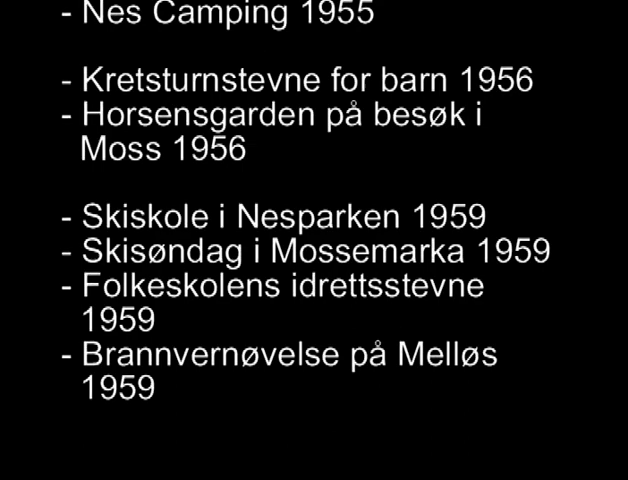 - Nes Camping 1955
- Kretsturnstevne for barn 1956
- Horsensgarden på besøk i
Moss 1956
- Skiskole i Nesparken 1959
- Skisøndag i Mossemarka 1959
- Folkeskolens idrettsstevne
1959
- Brannvernøvelse på Melløs
1959